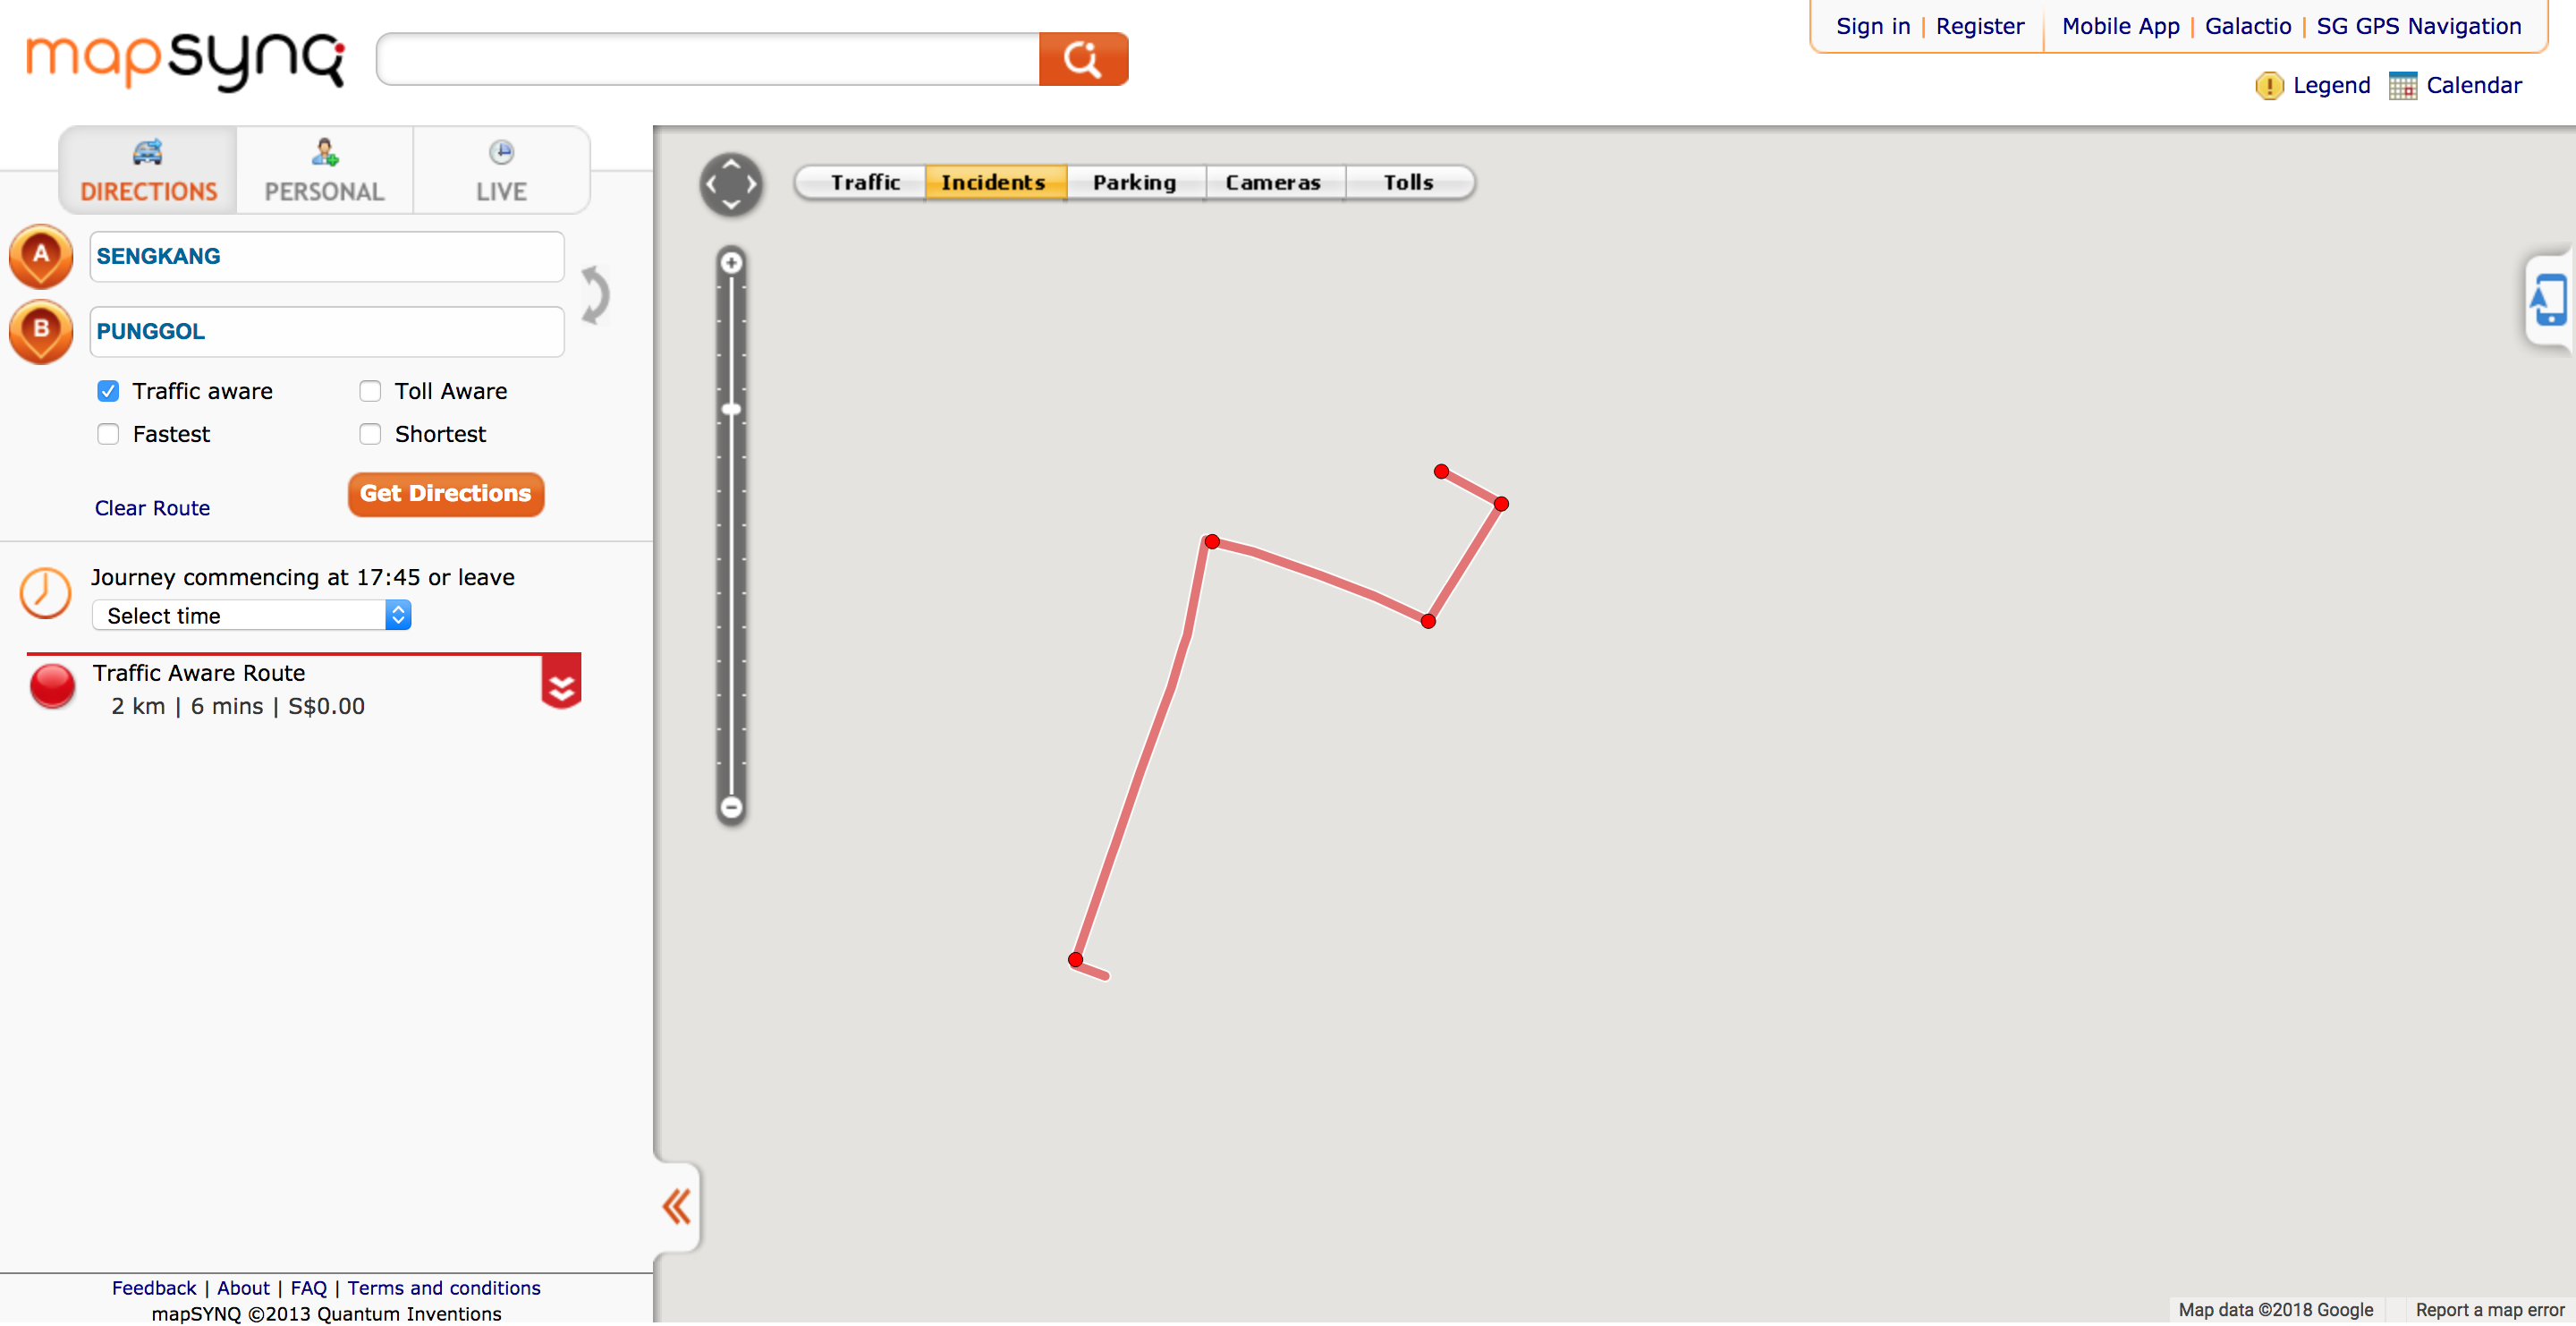 mapsynq
Sign in | Register
Mobile App | Galactio | SG GPS Navigation
Legend
Calendar
DIRECTIONS
PERSONAL
LIVE
Traffic
Incidents
Parking
Cameras
Tolls
A
SENGKANG
B
PUNGGOL
Traffic aware
Toll Aware
Fastest
Shortest
Clear Route
Get Directions
Journey commencing at 17:45 or leave
Select time
Traffic Aware Route
2 km | 6 mins | S$0.00
Feedback | About | FAQ | Terms and conditions
mapSYNQ ©2013 Quantum Inventions
Map data ©2018 Google
Report a map error